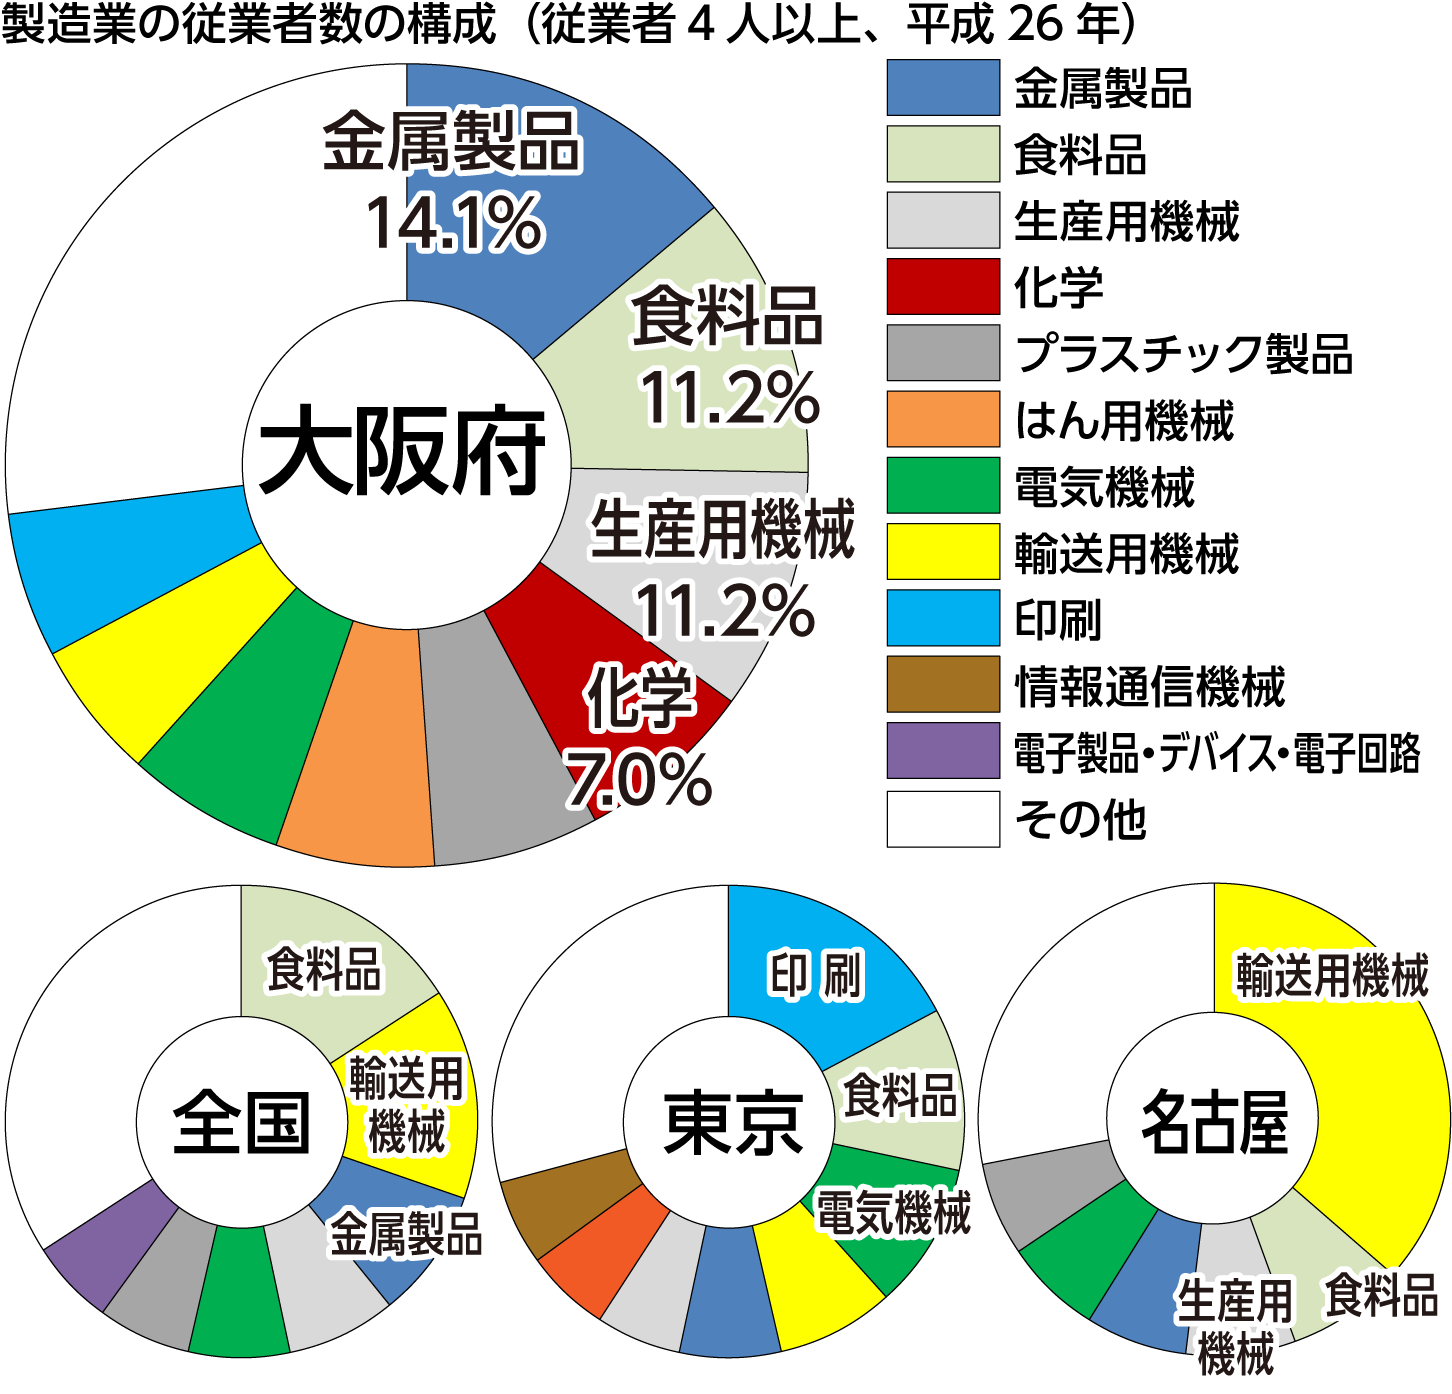 製造業の従業者数の構成（従業者4人以上、平成26年）
金属製品
14.1%
食料品
11.2%
大阪府
生産用機械
11.2%
化学
7.0%
金属製品
食料品
生産用機械
化学
プラスチック製品
はん用機械
電気機械
輸送用機械
印刷
情報通信機械
電子製品・デバイス・電子回路
その他
食料品
輸送用
機械
全国
金属製品
印刷
食料品
東京
電気機械
輸送用機械
名古屋
生産用
機械
食料品